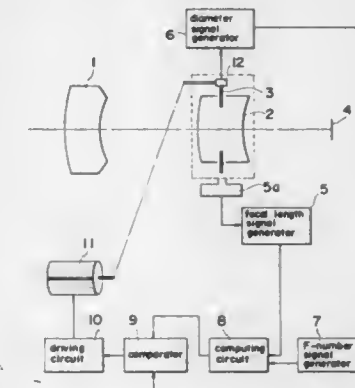 diameter
signal
generator
6
12
1
3
2
4
5a
5
focal length
signal
generator
11
10
9
8
7
driving
circuit
comparator
computing
circuit
F-number
signal
generator